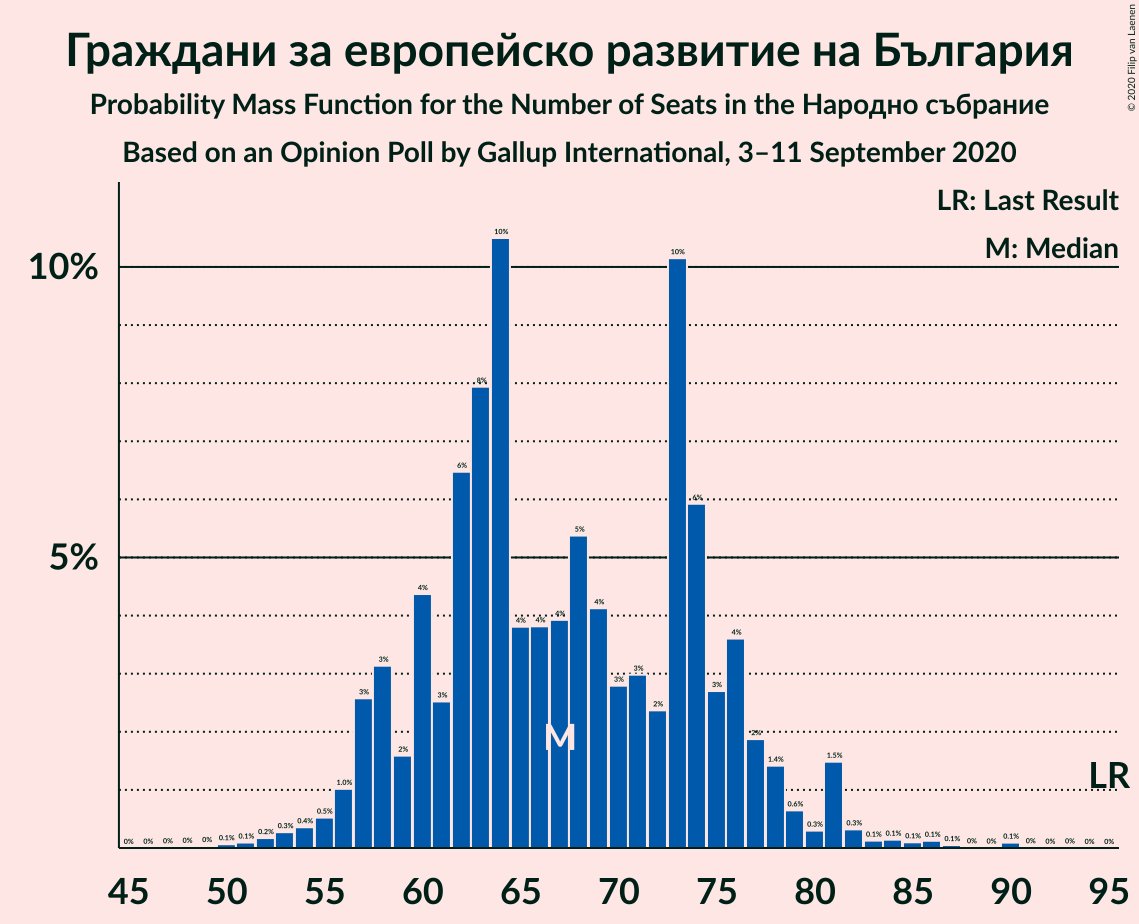 Граждани за европейско развитие на България
Probability Mass Function for the Number of Seats in the Народно събрание
Based on an Opinion Poll by Gallup International, 3–11 September 2020
© 2020 Filip van Laenen
LR: Last Result
M: Median
10%
5%
0% 0% 0% 0% 0% 0.1% 0.1% 0.2% 0.3% 0.4% 0.5% 1.0% 3% 3% 2% 4% 3% 6% 8% 10% 4% 4% 4% 5% 4% 3% 3% 2% 10% 6% 3% 4% 2% 1.4% 0.6% 0.3% 1.5% 0.3% 0.1% 0.1% 0.1% 0.1% 0.1% 0% 0% 0.1% 0% 0% 0% 0% 0%
M
LR
45 50 55 60 65 70 75 80 85 90 95